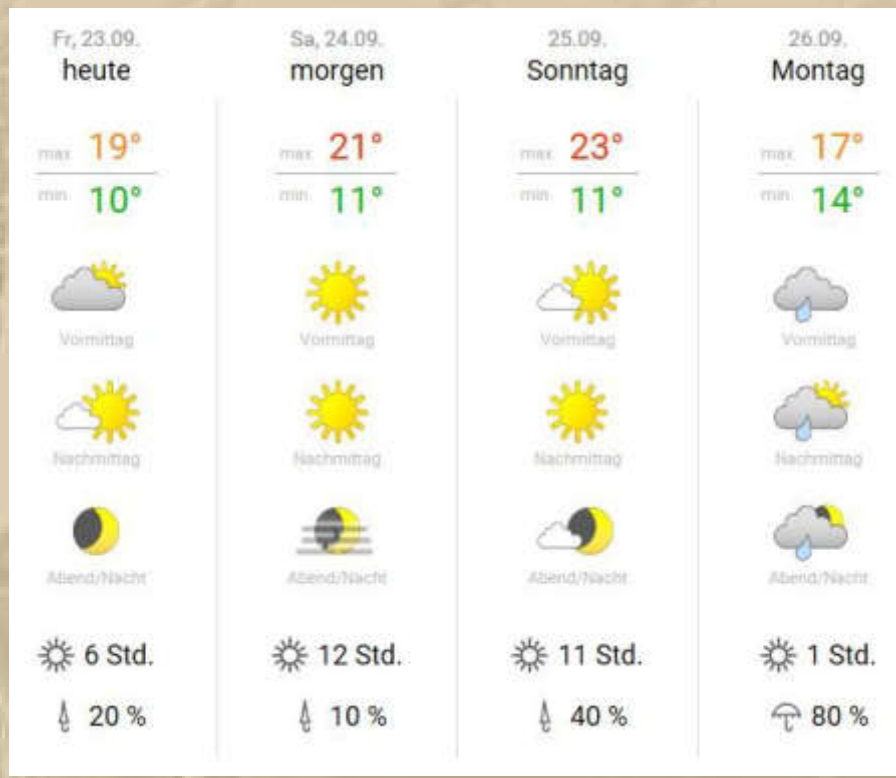 Fr, 23.09.
heute
max 19°
min 10°
Vormittag
Nachmittag
Abend/Nacht
6 Std.
20 %
Sa, 24.09.
morgen
max 21°
min 11°
Vormittag
Nachmittag
Abend/Nacht
12 Std.
10 %
25.09.
Sonntag
max 23°
min 11°
Vormittag
Nachmittag
Abend/Nacht
11 Std.
40 %
26.09.
Montag
max 17°
min 14°
Vormittag
Nachmittag
Abend/Nacht
1 Std.
80 %